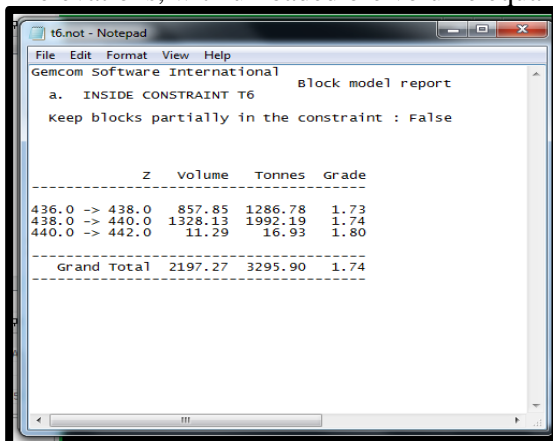 t6.not - Notepad
File Edit Format View Help
Gemcom Software International
Block model report
a. INSIDE CONSTRAINT T6
Keep blocks partially in the constraint : False
Z Volume Tonnes Grade
436.0 -> 438.0 857.85 1286.78 1.73
438.0 -> 440.0 1328.13 1992.19 1.74
440.0 -> 442.0 11.29 16.93 1.80
Grand Total 2197.27 3295.90 1.74